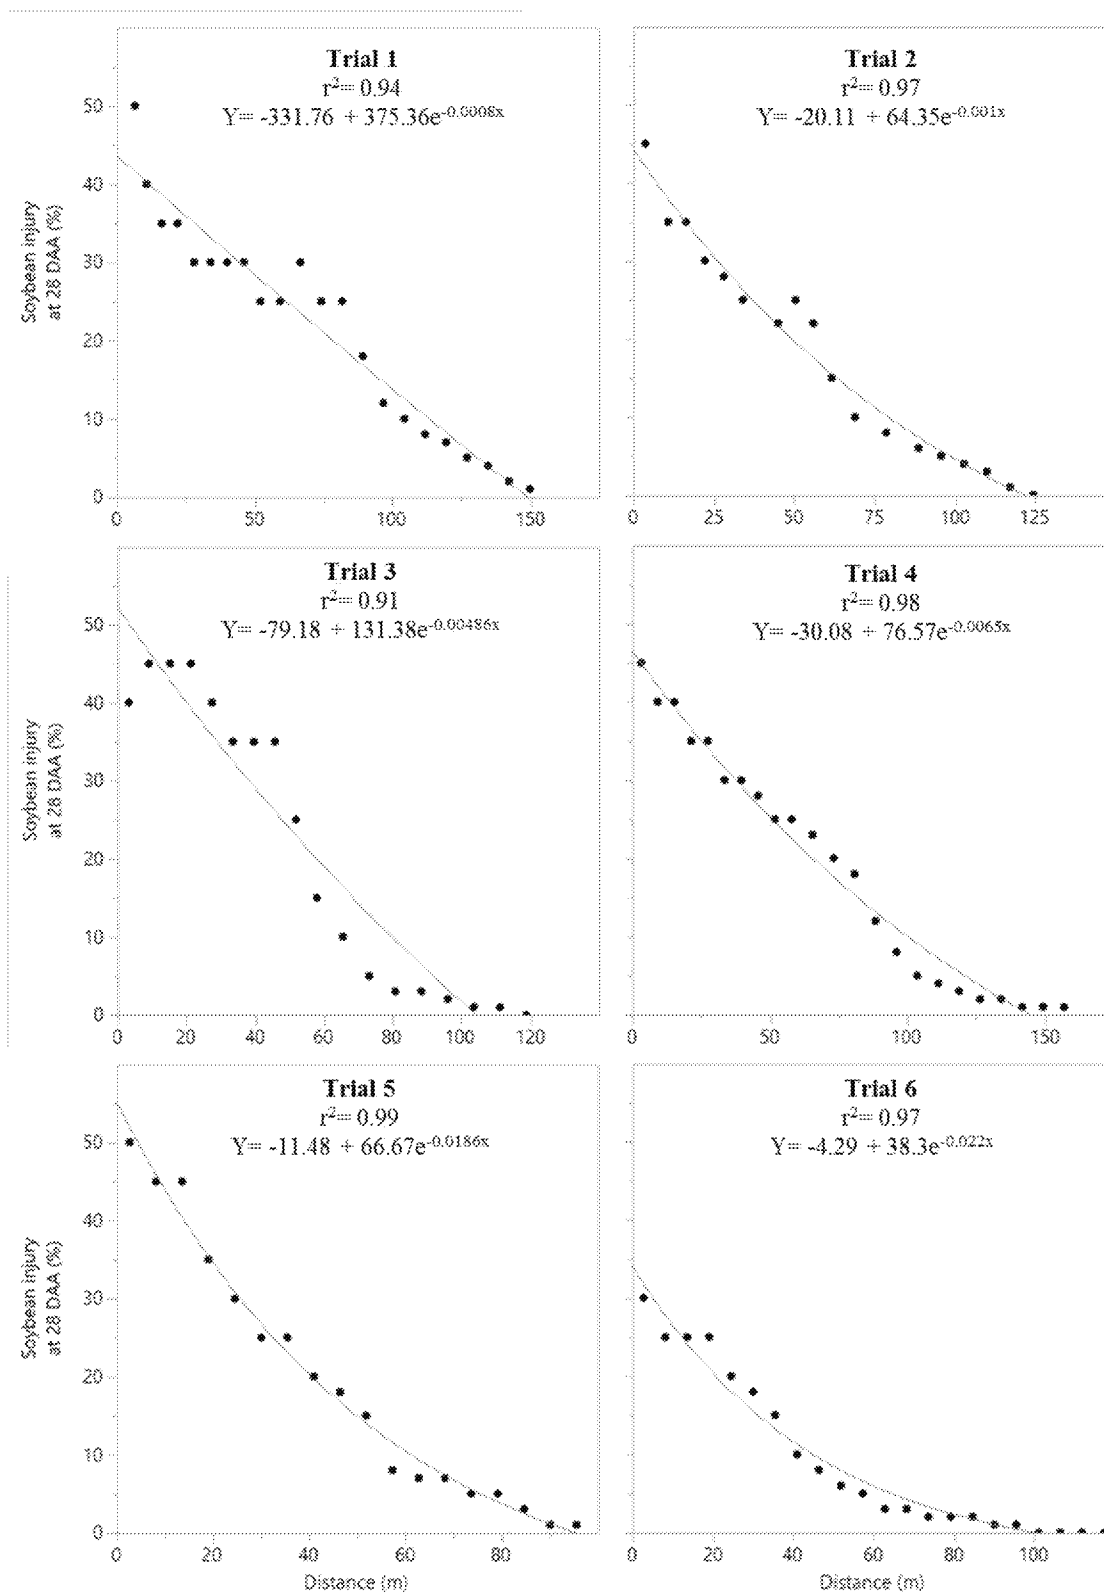 Trial 1
r²= 0.94
Y= -331.76 + 375.36e^-0.0008x
Soybean injury
at 28 DAA (%)
50
40
30
20
10
0
0 50 100 150
Trial 2
r²= 0.97
Y= -20.11 + 64.35e^-0.001x
0 25 50 75 100 125
Trial 3
r²= 0.91
Y= -79.18 + 131.38e^-0.00486x
Soybean injury
at 28 DAA (%)
50
40
30
20
10
0
0 20 40 60 80 100 120
Trial 4
r²= 0.98
Y= -30.08 + 76.57e^-0.0065x
0 50 100 150
Trial 5
r²= 0.99
Y= -11.48 + 66.67e^-0.0186x
Soybean injury
at 28 DAA (%)
50
40
30
20
10
0
0 20 40 60 80
Distance (m)
Trial 6
r²= 0.97
Y= -4.29 + 38.3e^-0.022x
0 20 40 60 80 100
Distance (m)